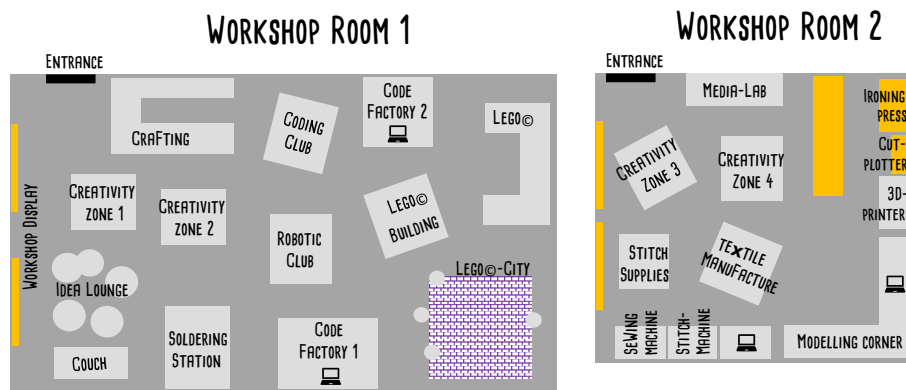 WORKSHOP ROOM 1
ENTRANCE
CRAFTING
CODING
CLUB
CODE
FACTORY 2
LEGO©
CREATIVITY
ZONE 1
CREATIVITY
ZONE 2
LEGO©
BUILDING
ROBOTIC
CLUB
WORKSHOP DISPLAY
IDEA LOUNGE
LEGO©-CITY
SOLDERING
STATION
CODE
FACTORY 1
COUCH
WORKSHOP ROOM 2
ENTRANCE
MEDIA-LAB
IRONING
PRESS
CUT-
PLOTTER
3D-
PRINTER
CREATIVITY
ZONE 3
CREATIVITY
ZONE 4
STITCH
SUPPLIES
TEXTILE
MANUFACTURE
SEWING
MACHINE
STITCH-
MACHINE
MODELLING CORNER